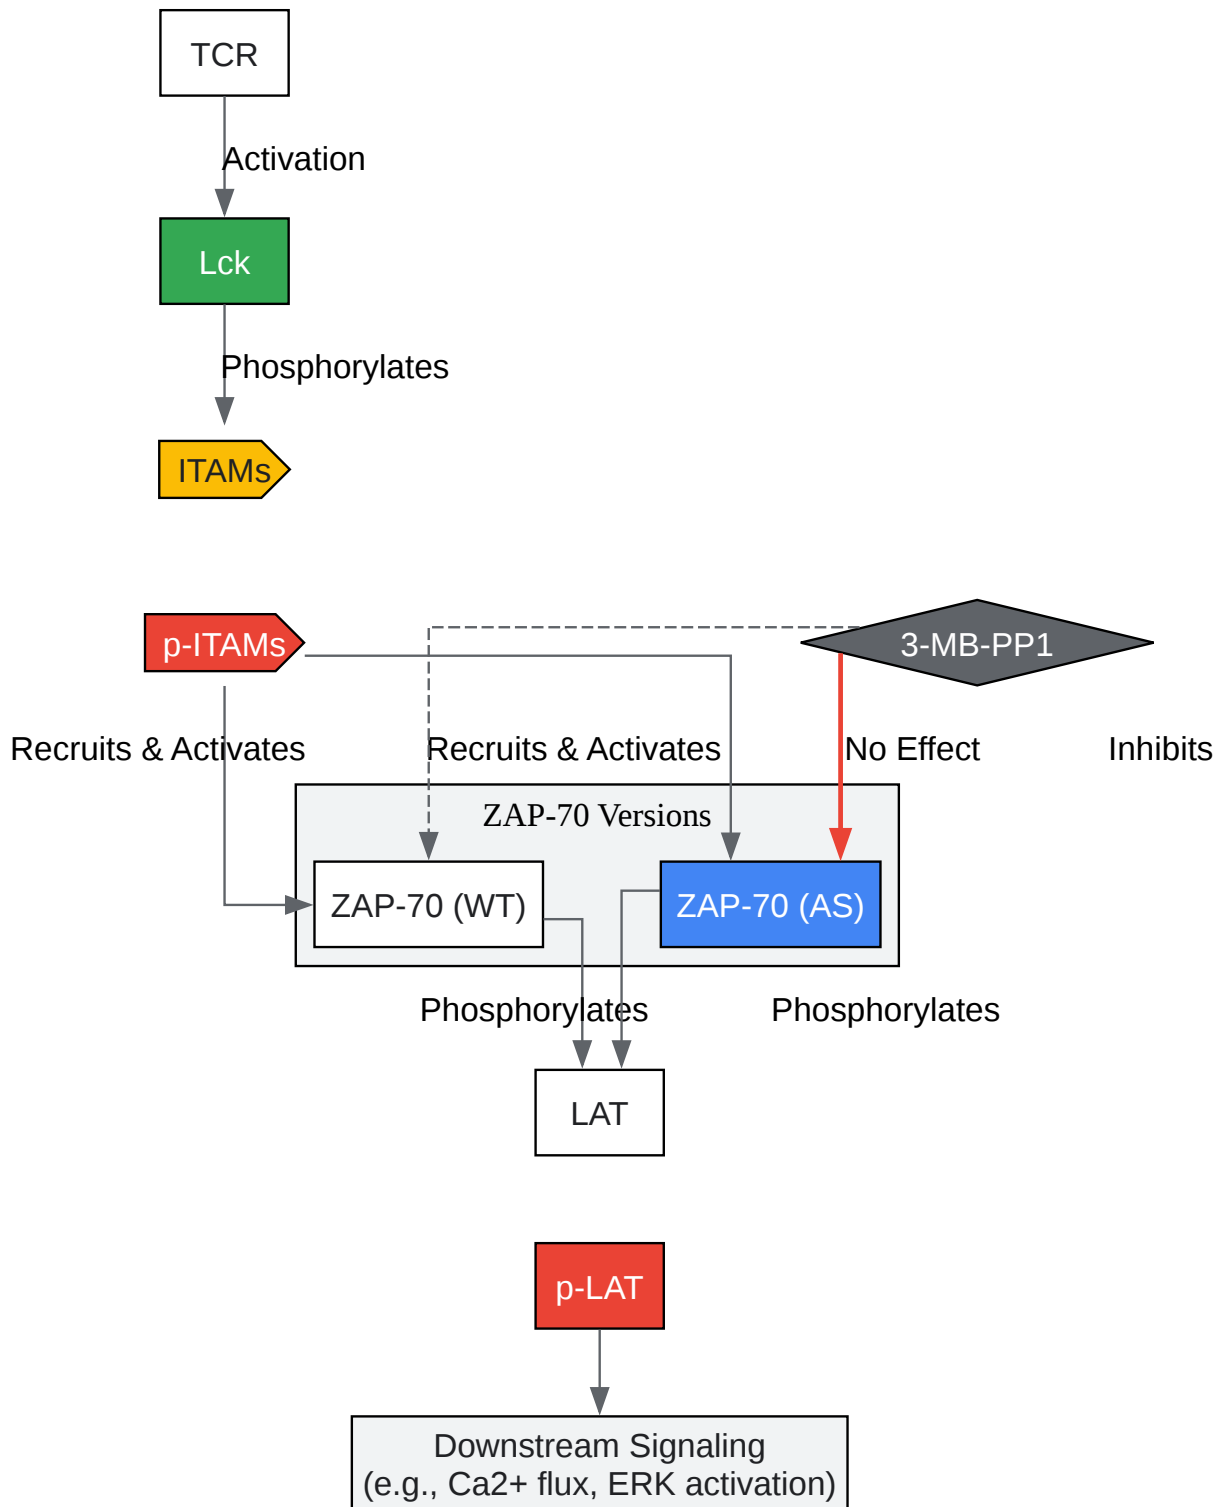 TCR
Activation
Lck
Phosphorylates
ITAMs
p-ITAMs
3-MB-PP1
Recruits & Activates
Recruits & Activates
No Effect
Inhibits
ZAP-70 Versions
ZAP-70 (WT)
ZAP-70 (AS)
Phosphorylates
Phosphorylates
LAT
p-LAT
Downstream Signaling
(e.g., Ca2+ flux, ERK activation)